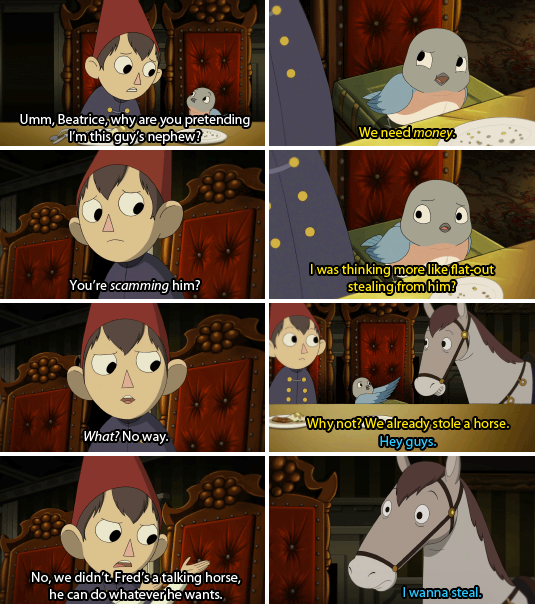 Umm, Beatrice, why are you pretending
I'm this guy's nephew?
We need money.
You're scamming him?
I was thinking more like flat-out
stealing from him?
What? No way.
Why not? We already stole a horse.
Hey guys.
No, we didn't. Fred's a talking horse,
he can do whatever he wants.
I wanna steal.